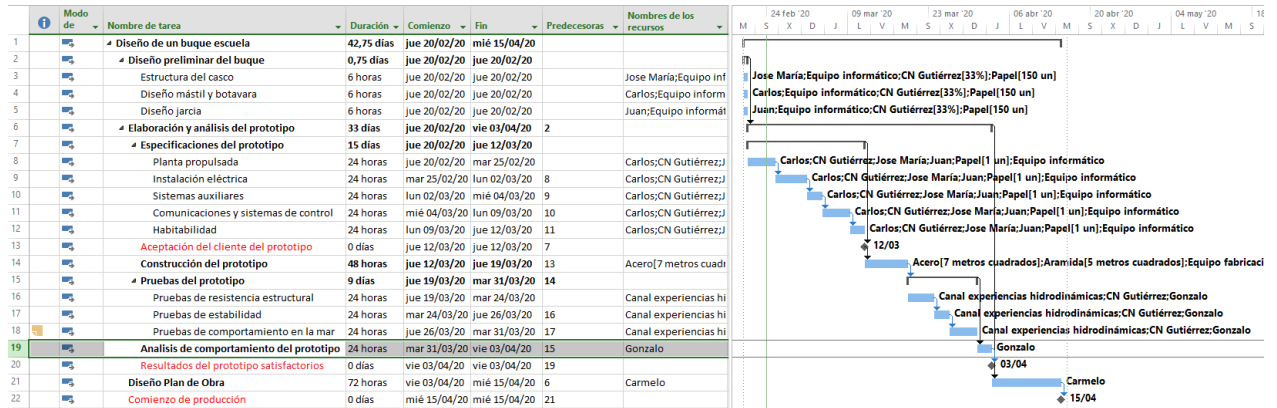 Modo de Nombre de tarea Duración Comienzo Fin Predecesoras Nombres de los recursos
24 feb '20 09 mar '20 23 mar '20 06 abr '20 20 abr '20 04 may '20 18
M S X D J L V M S X D J L V M S X D J L V M S
1 Diseño de un buque escuela 42,75 días jue 20/02/20 mié 15/04/20
2 Diseño preliminar del buque 0,75 días jue 20/02/20 jue 20/02/20
3 Estructura del casco 6 horas jue 20/02/20 jue 20/02/20 Jose María;Equipo inf
Jose María;Equipo informático;CN Gutiérrez[33%];Papel[150 un]
4 Diseño mástil y botavara 6 horas jue 20/02/20 jue 20/02/20 Carlos;Equipo inform
Carlos;Equipo informático;CN Gutiérrez[33%];Papel[150 un]
5 Diseño jarcia 6 horas jue 20/02/20 jue 20/02/20 Juan;Equipo informát
Juan;Equipo informático;CN Gutiérrez[33%];Papel[150 un]
6 Elaboración y análisis del prototipo 33 días jue 20/02/20 vie 03/04/20 2
7 Especificaciones del prototipo 15 días jue 20/02/20 jue 12/03/20
8 Planta propulsada 24 horas jue 20/02/20 mar 25/02/20 Carlos;CN Gutiérrez;J
Carlos;CN Gutiérrez;Jose María;Juan;Papel[1 un];Equipo informático
9 Instalación eléctrica 24 horas mar 25/02/20 lun 02/03/20 8 Carlos;CN Gutiérrez;J
Carlos;CN Gutiérrez;Jose María;Juan;Papel[1 un];Equipo informático
10 Sistemas auxiliares 24 horas lun 02/03/20 mié 04/03/20 9 Carlos;CN Gutiérrez;J
Carlos;CN Gutiérrez;Jose María;Juan;Papel[1 un];Equipo informático
11 Comunicaciones y sistemas de control 24 horas mié 04/03/20 lun 09/03/20 10 Carlos;CN Gutiérrez;J
Carlos;CN Gutiérrez;Jose María;Juan;Papel[1 un];Equipo informático
12 Habitabilidad 24 horas lun 09/03/20 jue 12/03/20 11 Carlos;CN Gutiérrez;J
Carlos;CN Gutiérrez;Jose María;Juan;Papel[1 un];Equipo informático
13 Aceptación del cliente del prototipo 0 días jue 12/03/20 jue 12/03/20 7
12/03
14 Construcción del prototipo 48 horas jue 12/03/20 jue 19/03/20 13 Acero[7 metros cuadr
Acero[7 metros cuadrados];Aramida[5 metros cuadrados];Equipo fabricaci
15 Pruebas del prototipo 9 días jue 19/03/20 mar 31/03/20 14
16 Pruebas de resistencia estructural 24 horas jue 19/03/20 mar 24/03/20 Canal experiencias hi
Canal experiencias hidrodinámicas;CN Gutiérrez;Gonzalo
17 Pruebas de estabilidad 24 horas mar 24/03/20 jue 26/03/20 16 Canal experiencias hi
Canal experiencias hidrodinámicas;CN Gutiérrez;Gonzalo
18 Pruebas de comportamiento en la mar 24 horas jue 26/03/20 mar 31/03/20 17 Canal experiencias hi
Canal experiencias hidrodinámicas;CN Gutiérrez;Gonzalo
19 Analisis de comportamiento del prototipo 24 horas mar 31/03/20 vie 03/04/20 15 Gonzalo
Gonzalo
20 Resultados del prototipo satisfactorios 0 días vie 03/04/20 vie 03/04/20 19
03/04
21 Diseño Plan de Obra 72 horas vie 03/04/20 mié 15/04/20 6 Carmelo
Carmelo
22 Comienzo de producción 0 días mié 15/04/20 mié 15/04/20 21
15/04